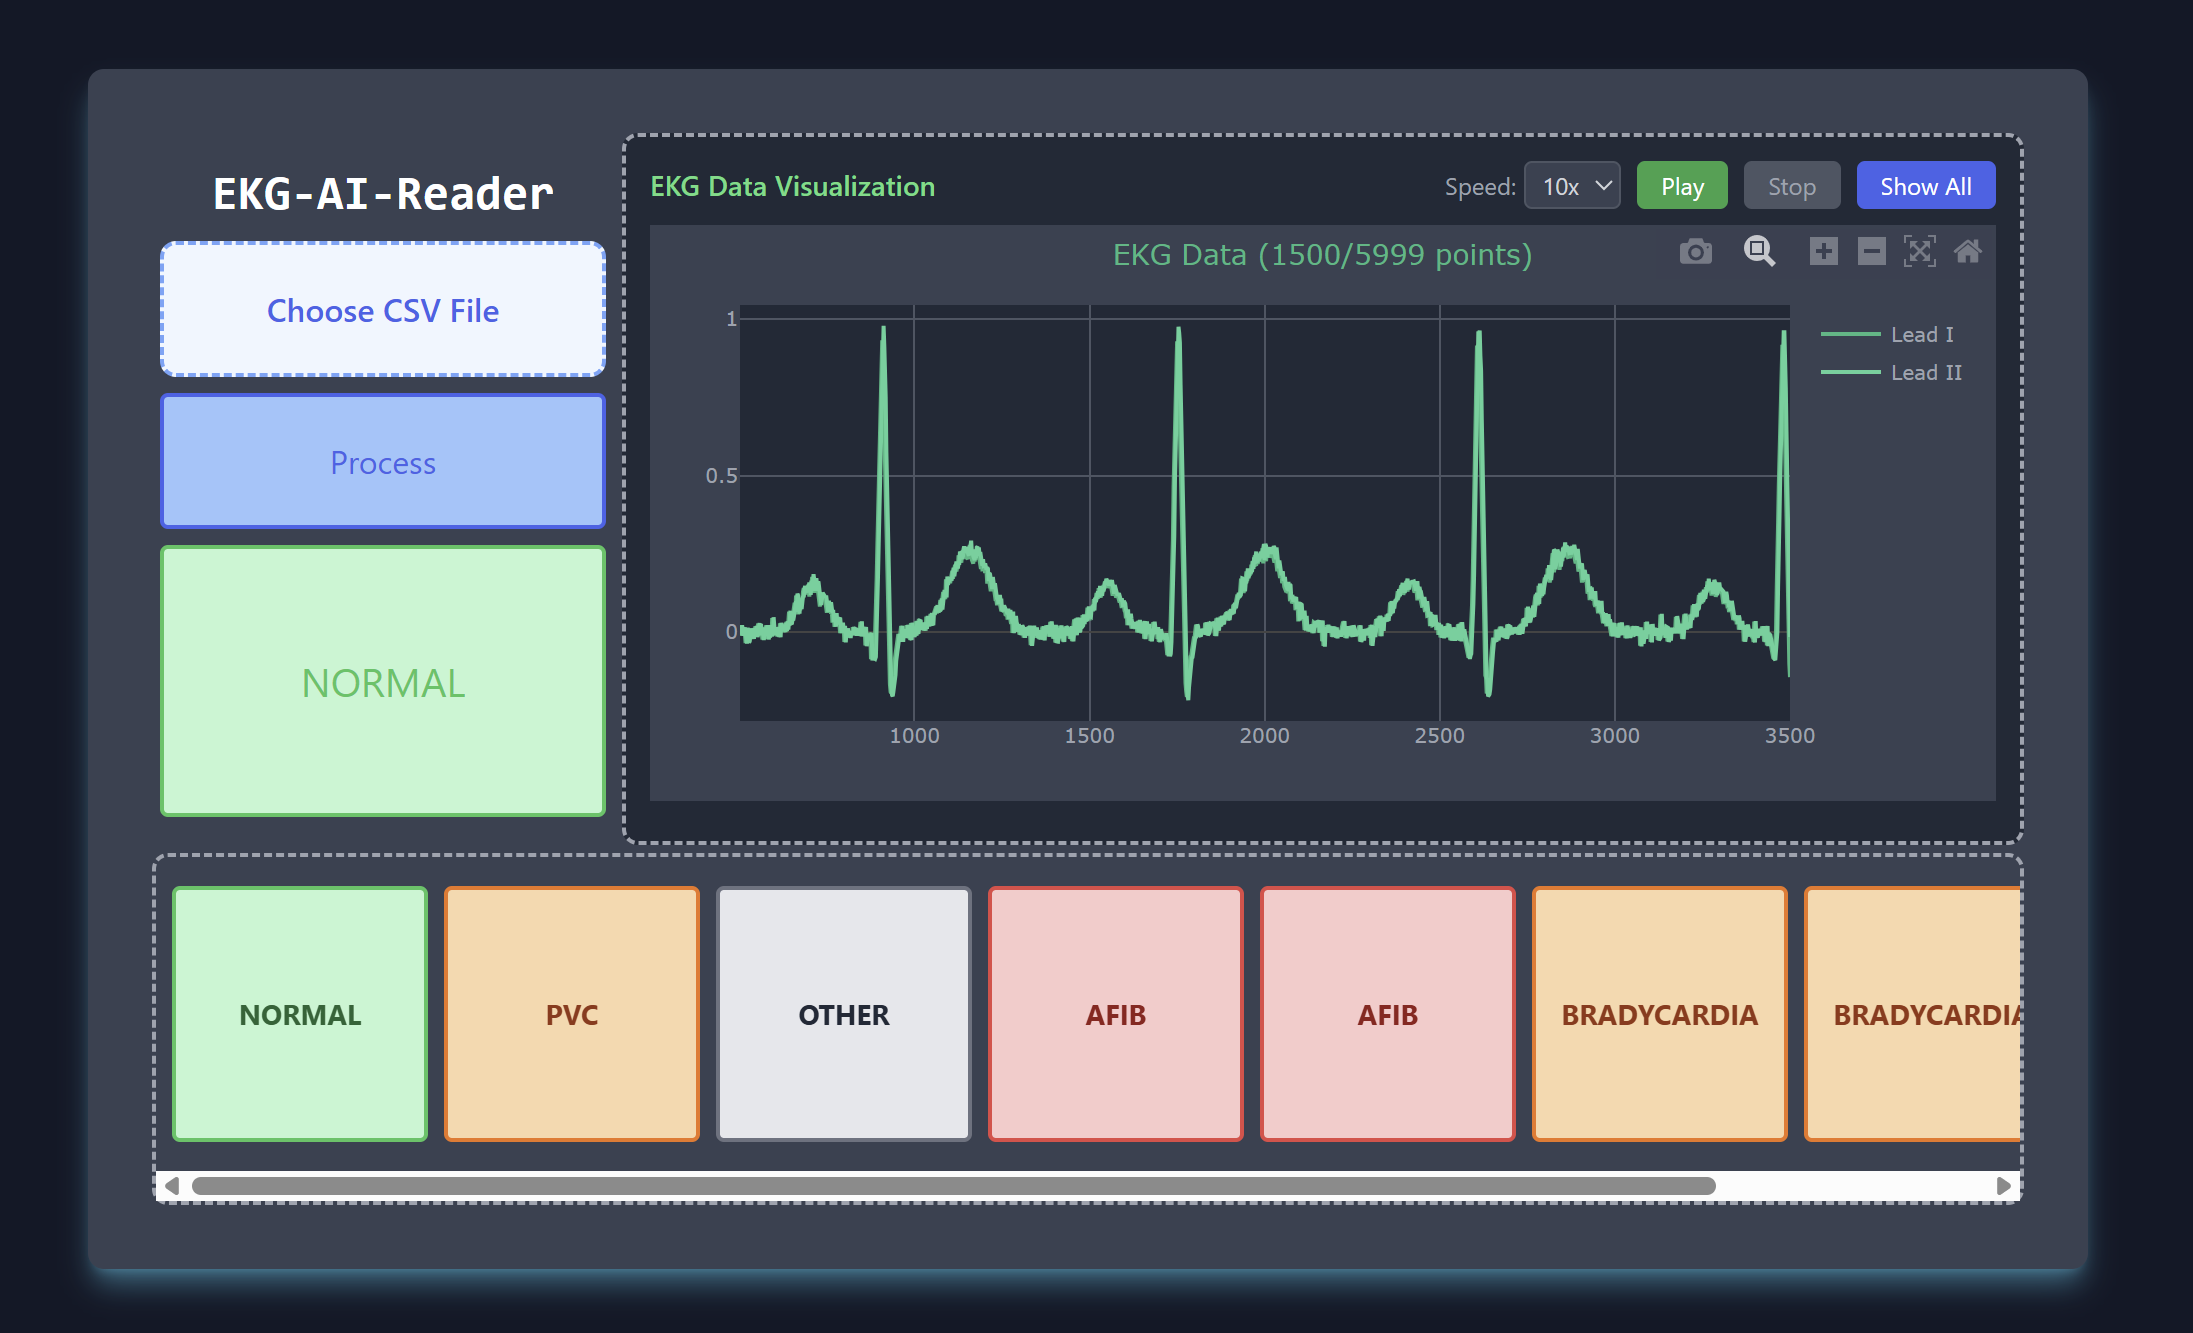 EKG-AI-Reader
Choose CSV File
Process
NORMAL
EKG Data Visualization
Speed: 10x Play Stop Show All
EKG Data (1500/5999 points)
1
0.5
0
1000 1500 2000 2500 3000 3500
Lead I
Lead II
NORMAL PVC OTHER AFIB AFIB BRADYCARDIA BRADYCARDIA